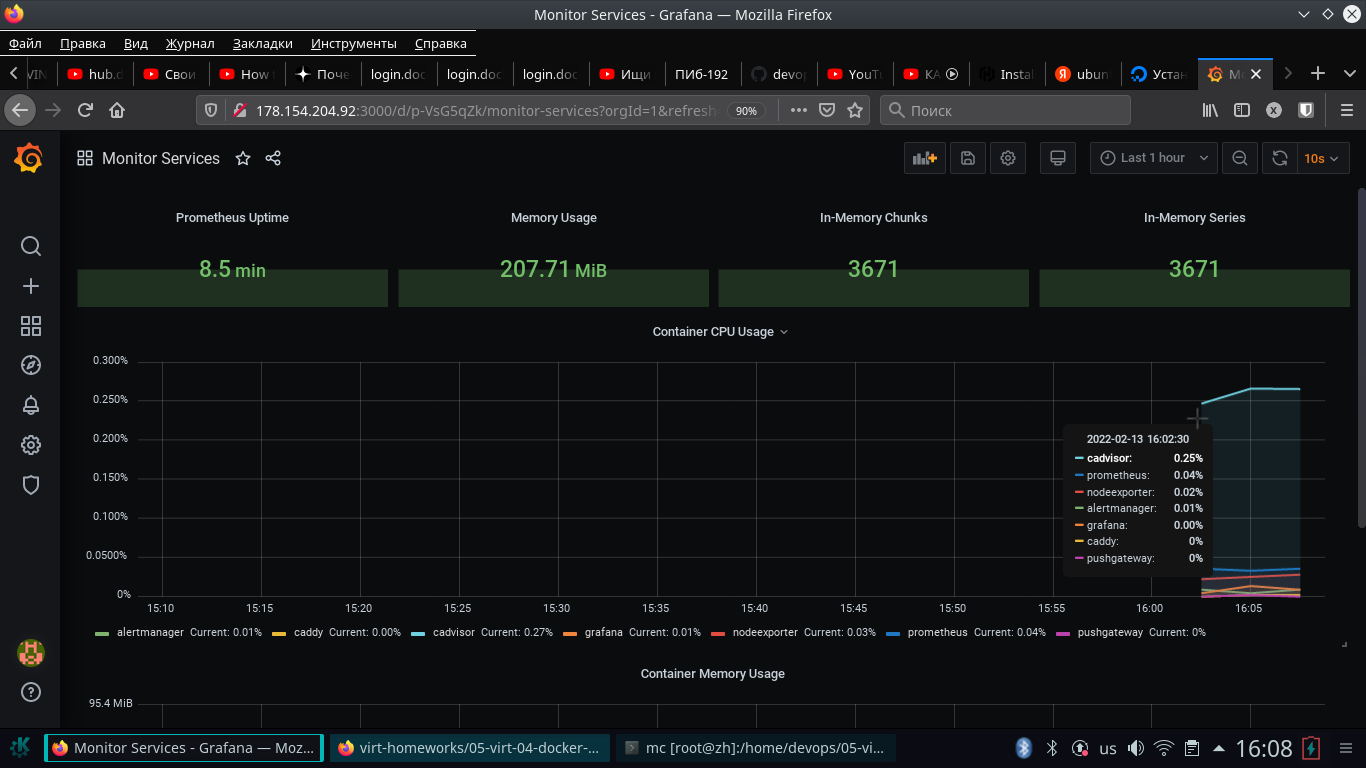 Monitor Services - Grafana — Mozilla Firefox
Файл Правка Вид Журнал Закладки Инструменты Справка
VIN hub.d Свои How Поче login.doc login.doc login.doc Ищи ПИБ-192 devop YouTu КА Instal ubun Устан Mo
178.154.204.92:3000/d/p-VsG5qZk/monitor-services?orgId=1&refresh 90% Поиск
Monitor Services Last 1 hour 10s
Prometheus Uptime Memory Usage In-Memory Chunks In-Memory Series
8.5 min 207.71 MiB 3671 3671
Container CPU Usage
0.300%
0.250%
0.200%
0.150%
0.100%
0.0500%
0%
2022-02-13 16:02:30
cadvisor: 0.25%
prometheus: 0.04%
nodeexporter: 0.02%
alertmanager: 0.01%
grafana: 0.00%
caddy: 0%
pushgateway: 0%
15:10 15:15 15:20 15:25 15:30 15:35 15:40 15:45 15:50 15:55 16:00 16:05
alertmanager Current: 0.01% caddy Current: 0.00% cadvisor Current: 0.27% grafana Current: 0.01% nodeexporter Current: 0.03% prometheus Current: 0.04% pushgateway Current: 0%
Container Memory Usage
95.4 MiB
Monitor Services - Grafana — Moz... virt-homeworks/05-virt-04-docker-... mc [root@zh]:/home/devops/05-vi... us 16:08